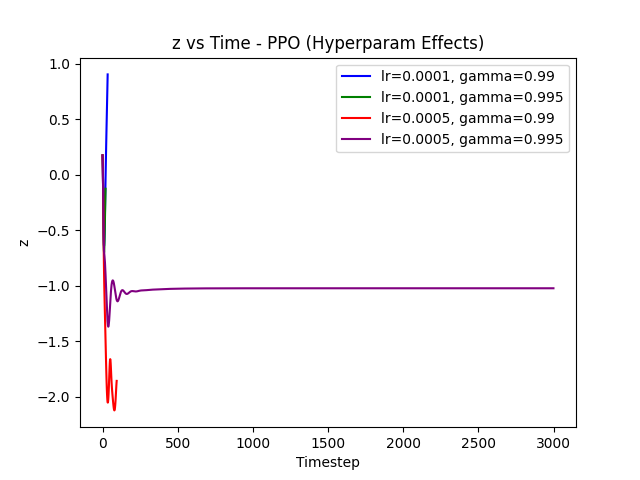 z vs Time - PPO (Hyperparam Effects)
lr=0.0001, gamma=0.99
lr=0.0001, gamma=0.995
lr=0.0005, gamma=0.99
lr=0.0005, gamma=0.995
z
1.0
0.5
0.0
−0.5
−1.0
−1.5
−2.0
0 500 1000 1500 2000 2500 3000
Timestep